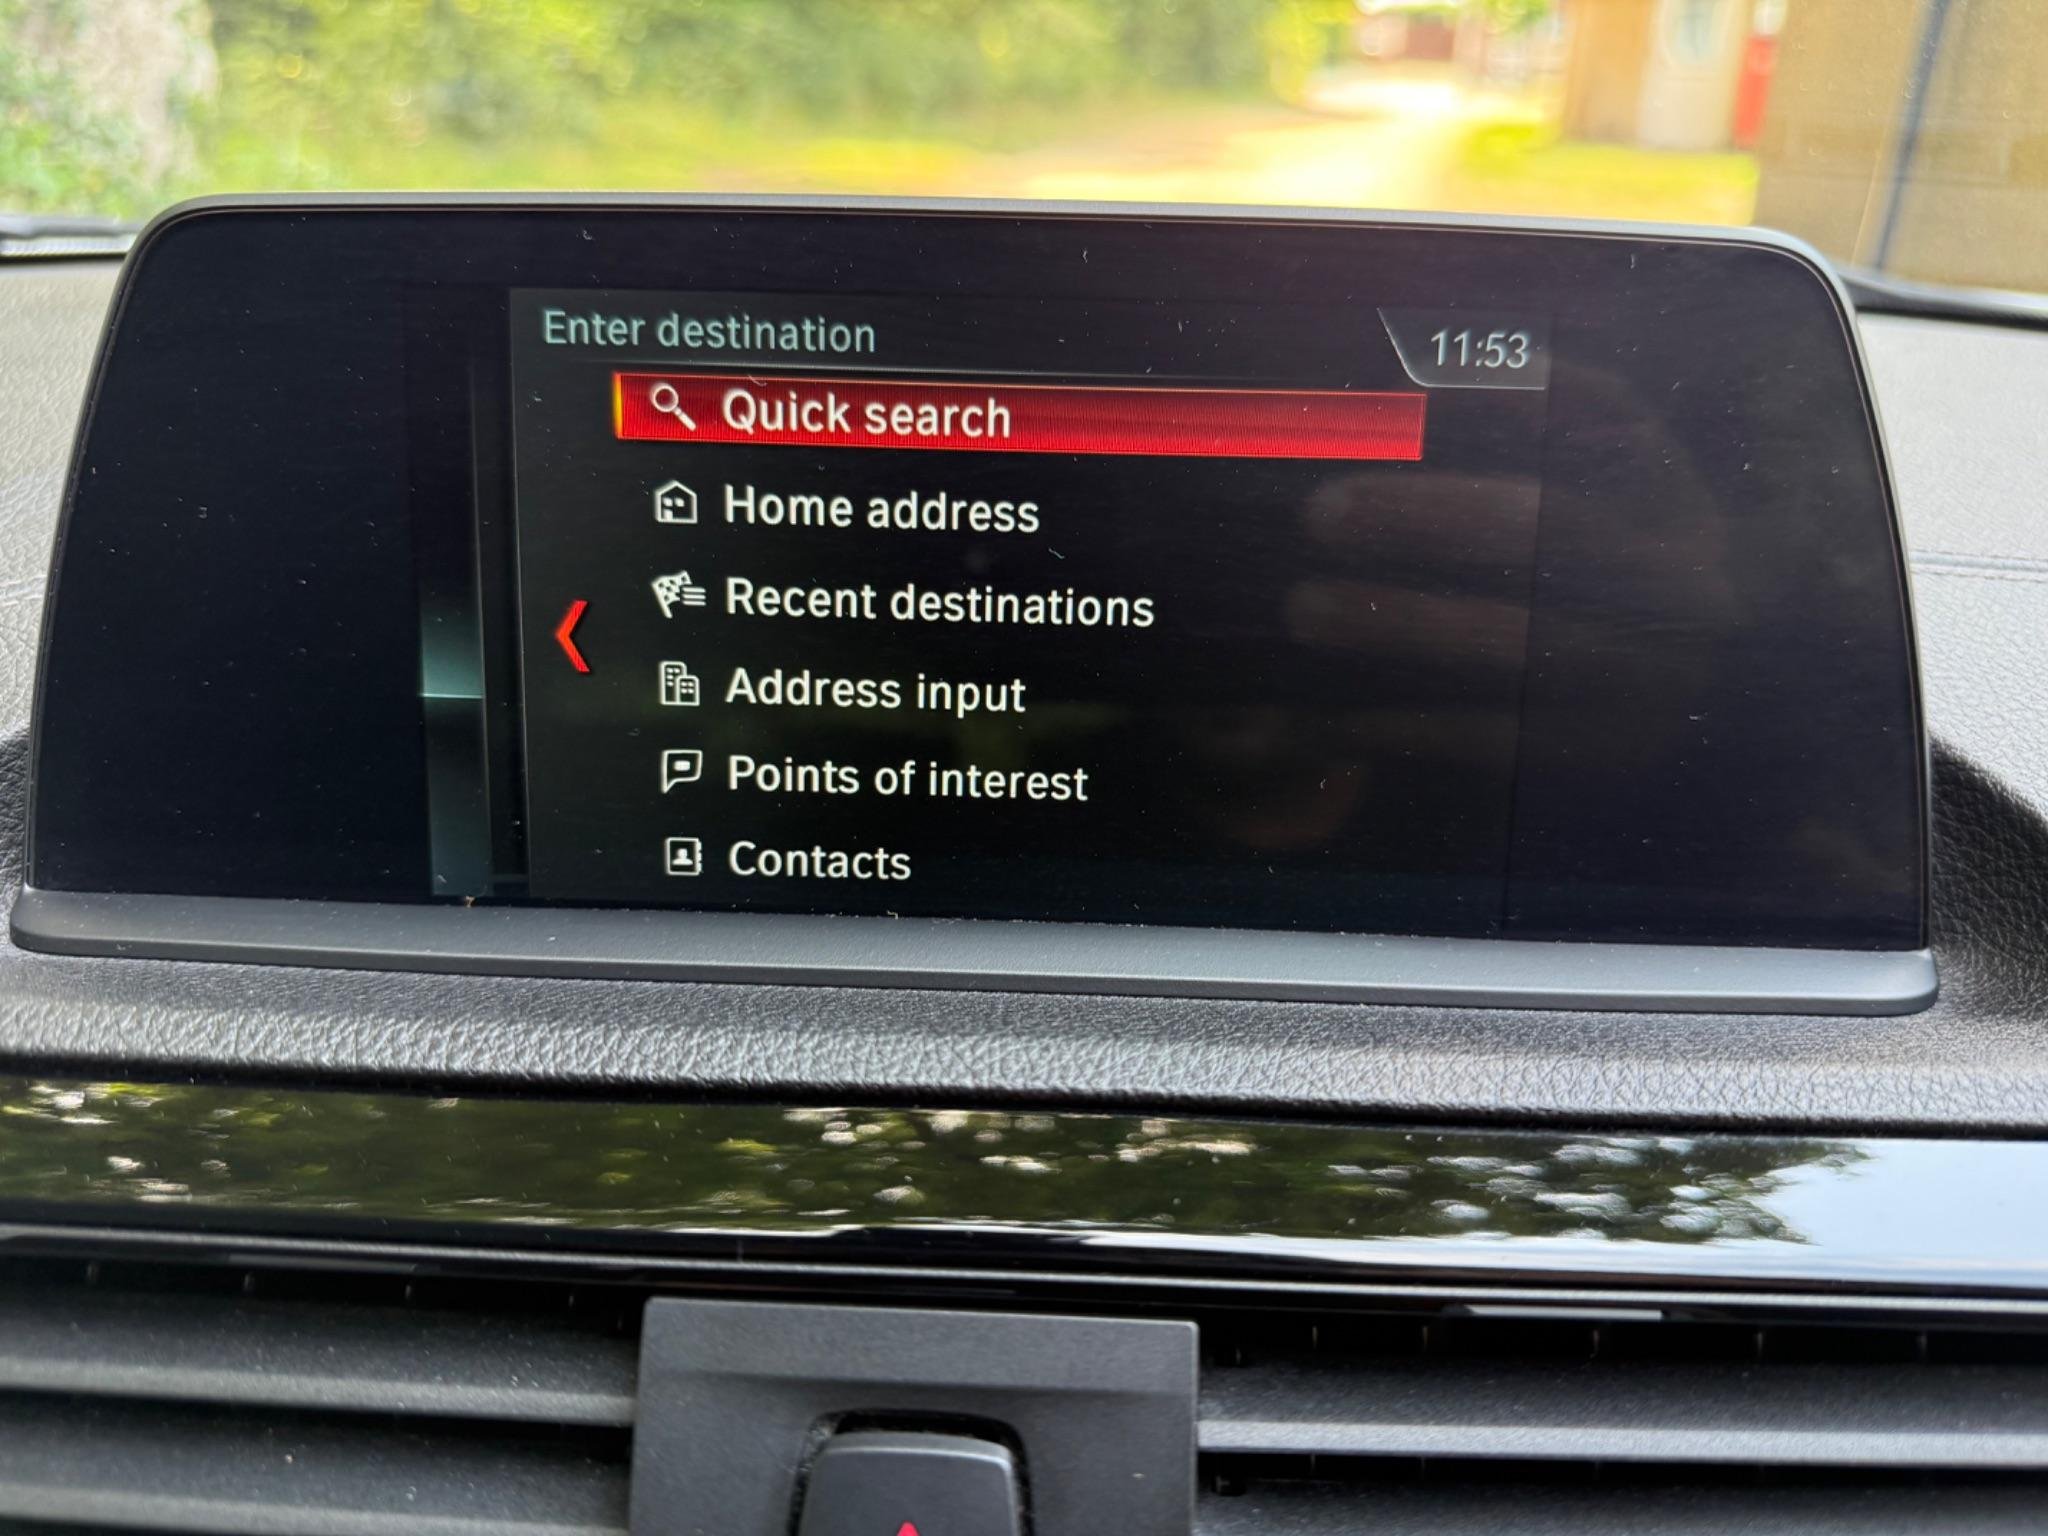 Enter destination
11:53
Quick search
Home address
Recent destinations
Address input
Points of interest
Contacts